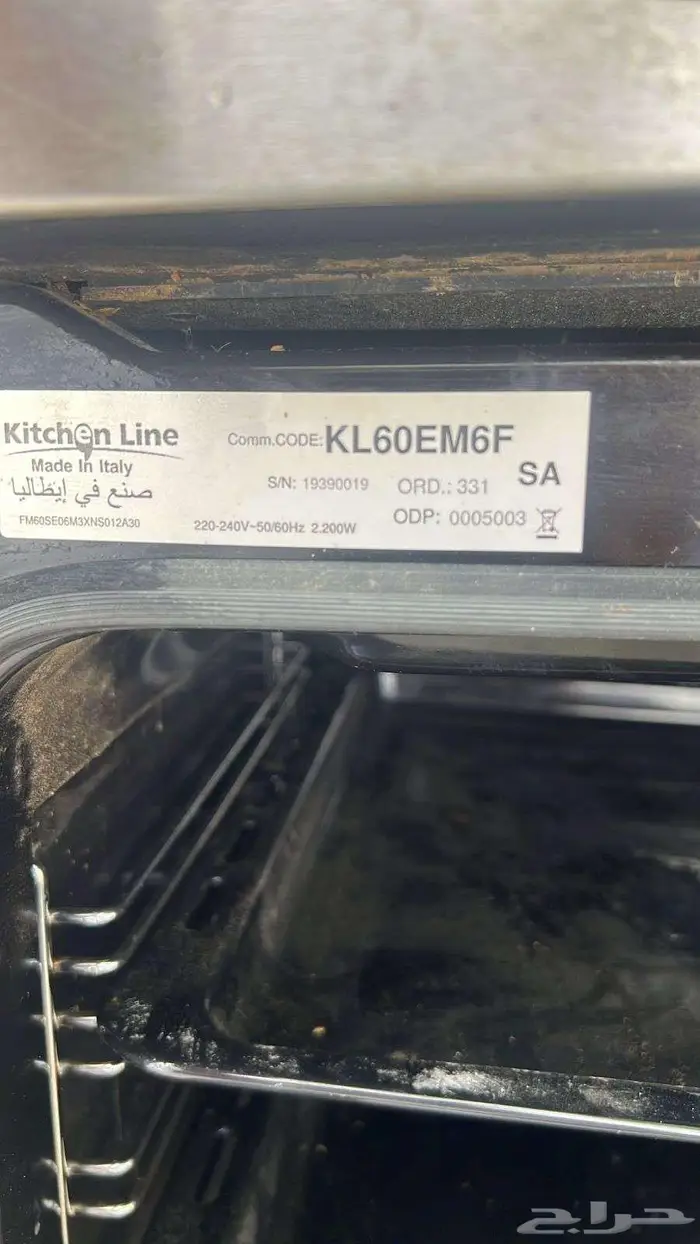 Kitchen Line
Made In Italy
صنع في إيطاليا
FM60SE06M3XNS012A30
Comm.CODE: KL60EM6F
S/N: 19390019 ORD.: 331 SA
ODP: 0005003
220-240V~50/60Hz 2.200W
حراج